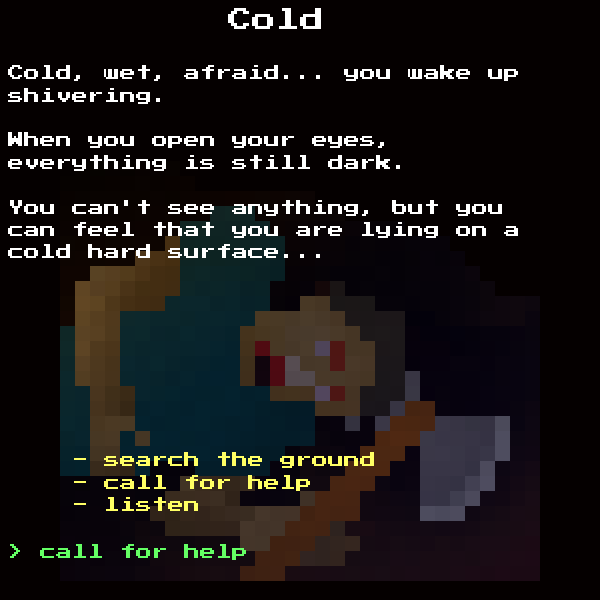 Cold
Cold, wet, afraid... you wake up
shivering.
When you open your eyes,
everything is still dark.
You can't see anything, but you
can feel that you are lying on a
cold hard surface...
- search the ground
- call for help
- listen
> call for help